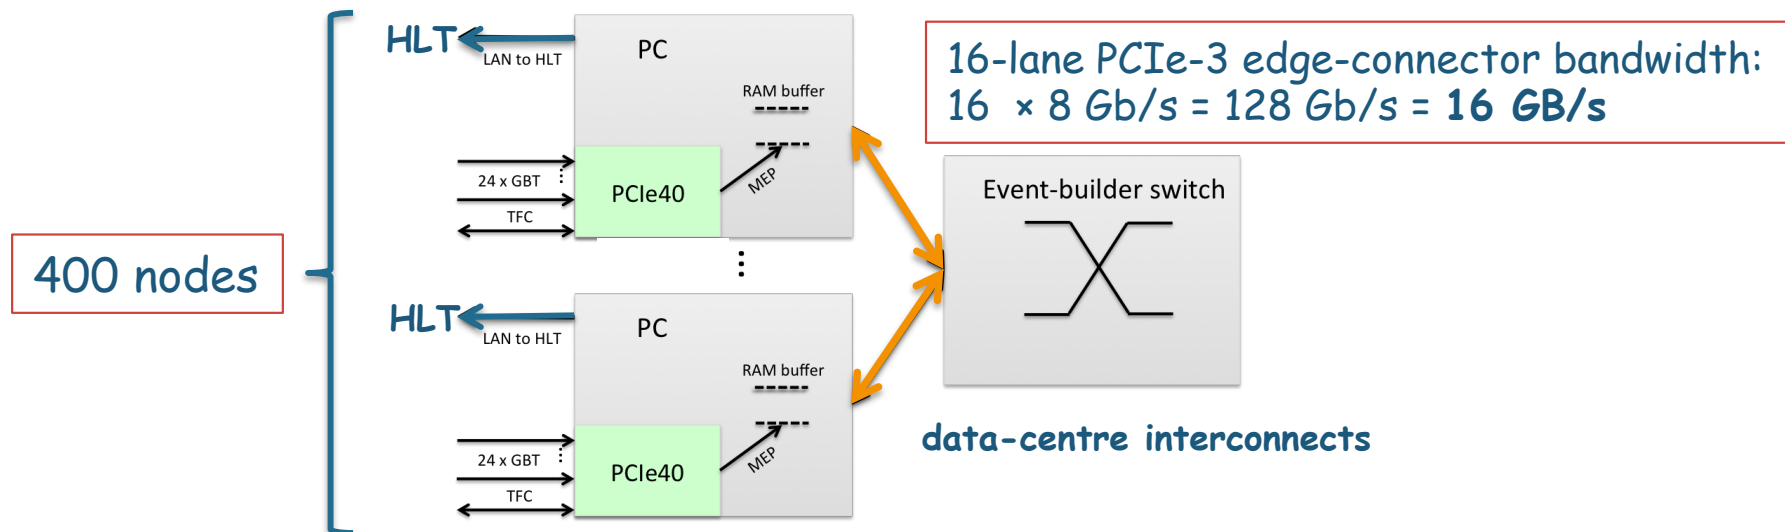 HLT
LAN to HLT
PC
RAM buffer
24 x GBT
TFC
PCIe40
MEP
16-lane PCIe-3 edge-connector bandwidth:
16 × 8 Gb/s = 128 Gb/s = 16 GB/s
Event-builder switch
400 nodes
HLT
LAN to HLT
PC
RAM buffer
24 x GBT
TFC
PCIe40
MEP
data-centre interconnects